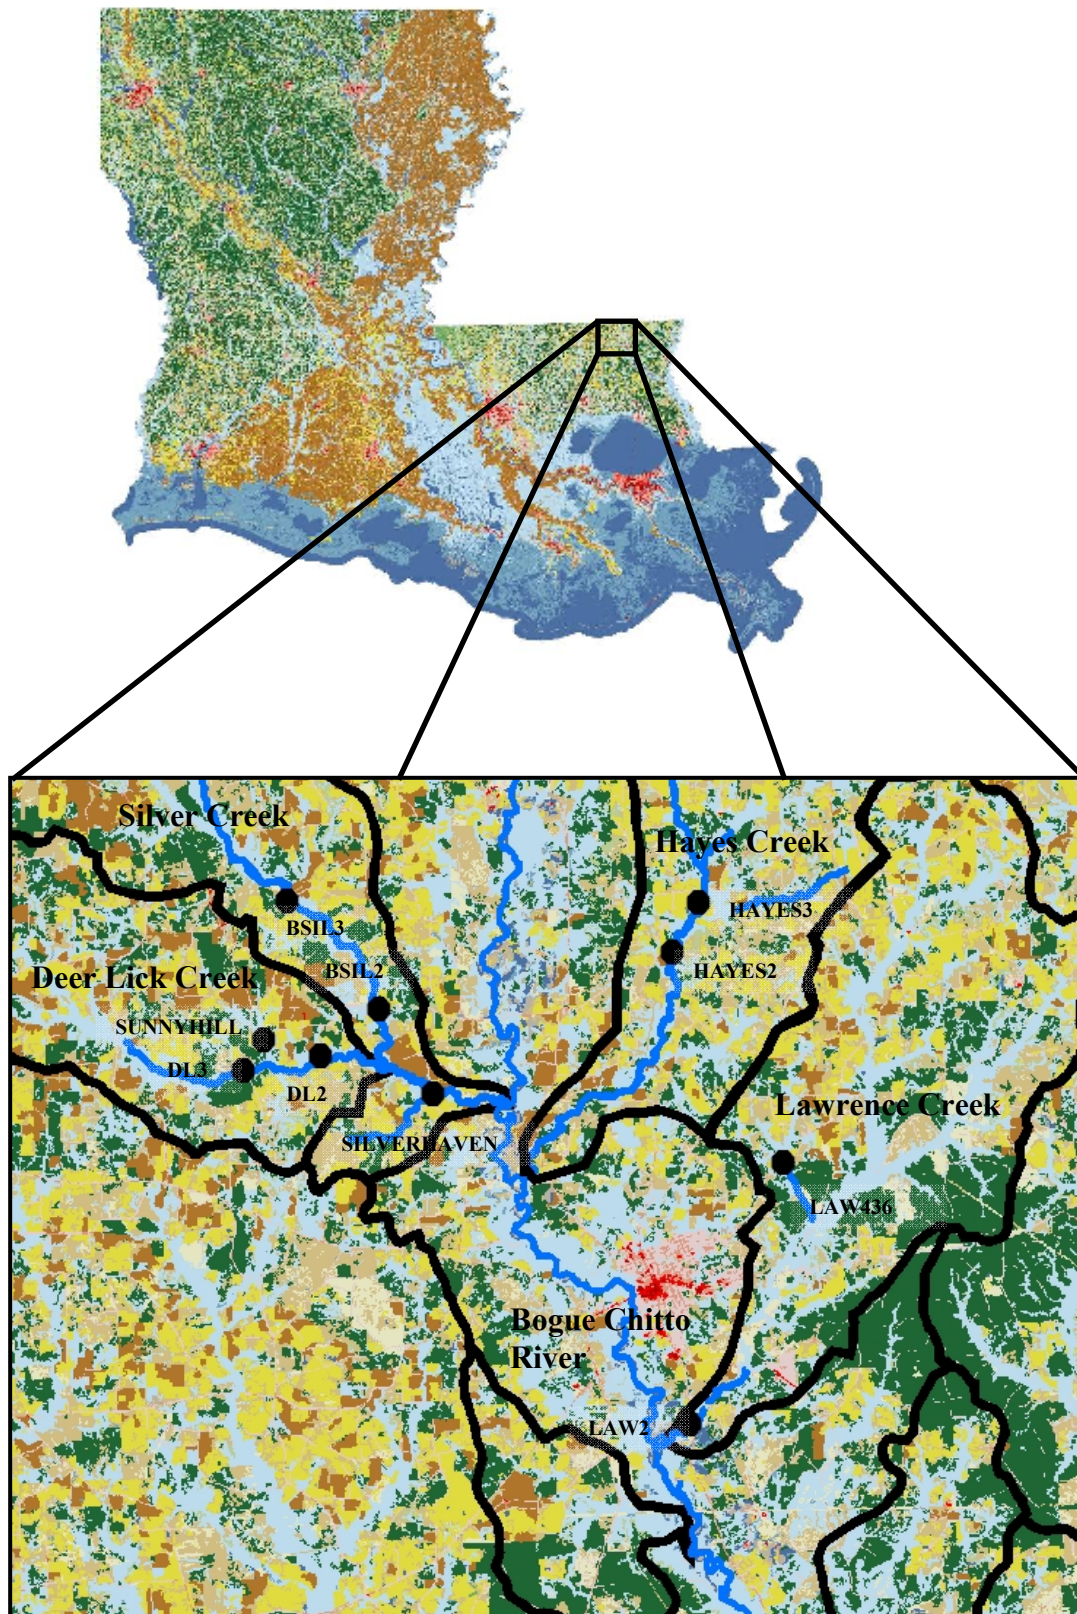 Silver Creek
Hayes Creek
HAYES3
BSIL3
HAYES2
BSIL2
Deer Lick Creek
SUNNYHILL
DL3
DL2
Lawrence Creek
SILVERHAVEN
LAW436
Bogue Chitto
River
LAW2